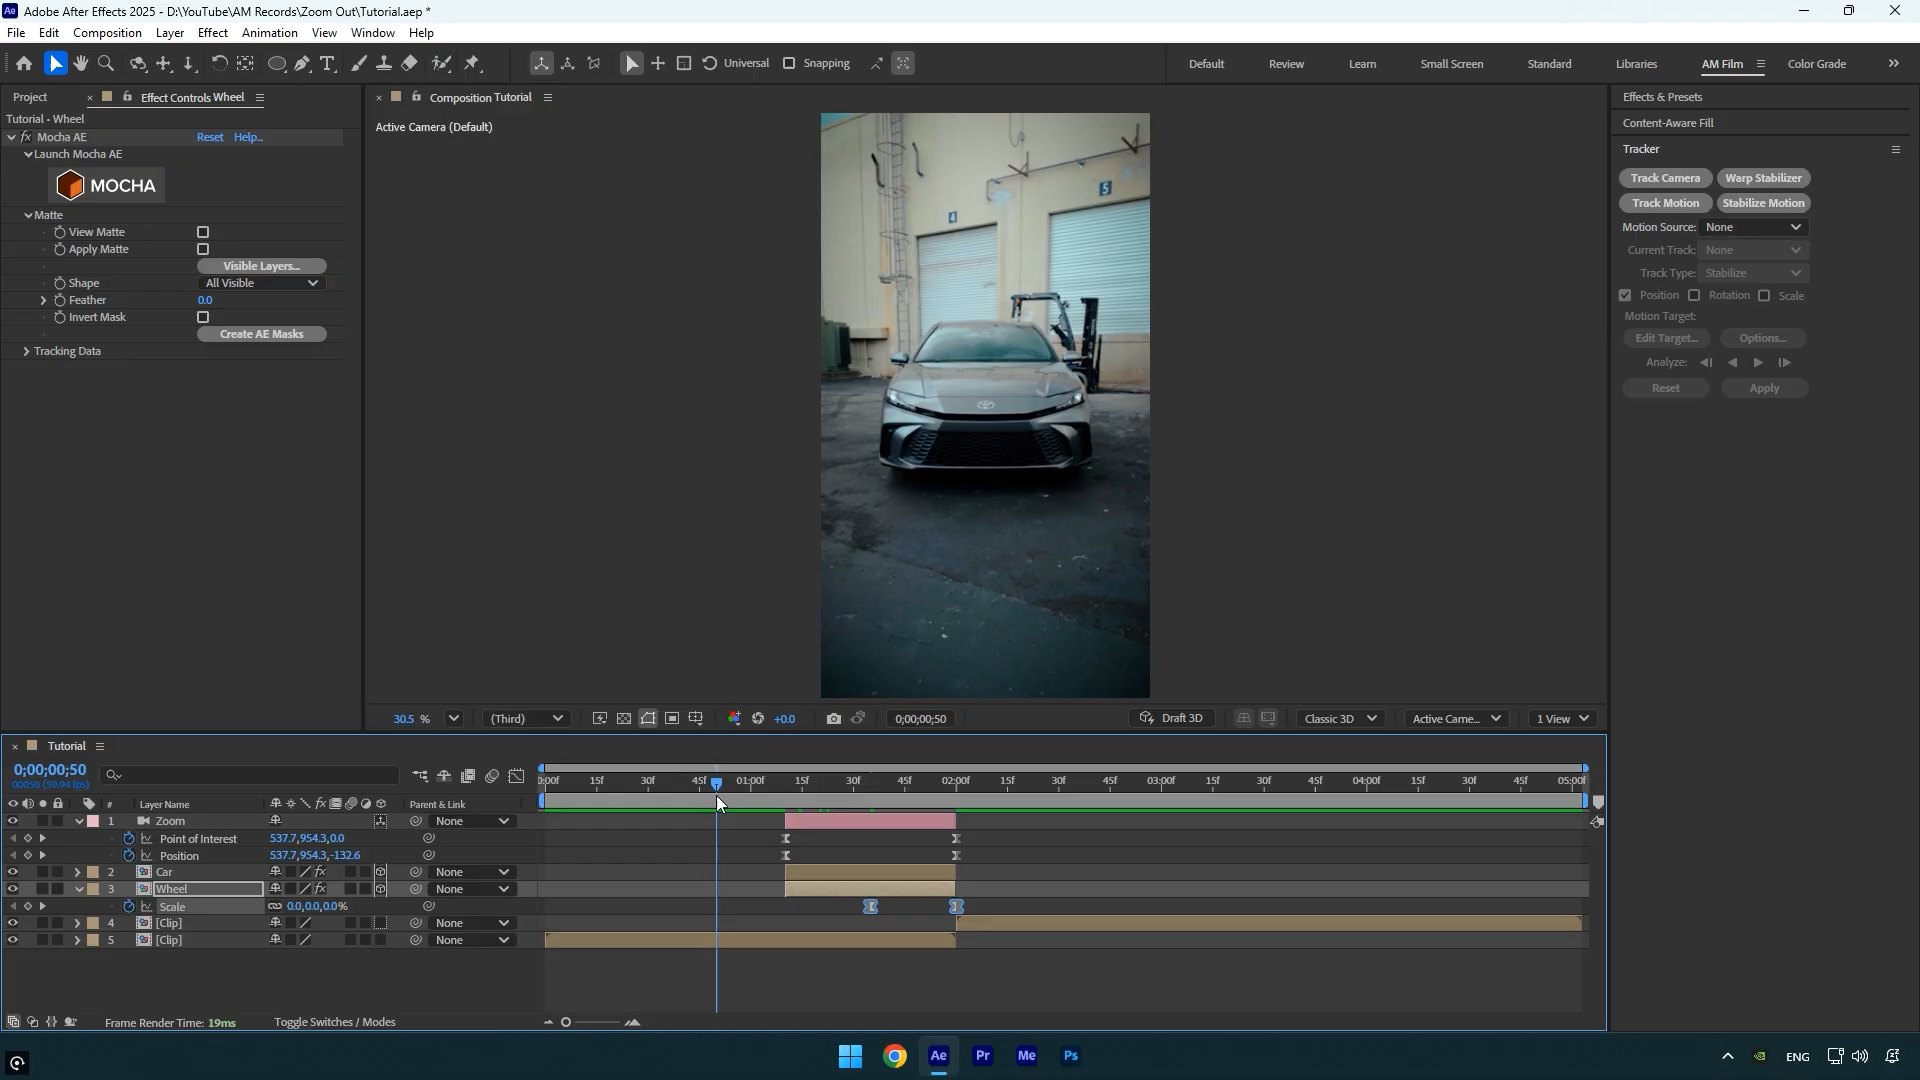 Adobe After Effects 2025 - D:\YouTube\AM Records\Zoom Out\Tutorial.aep *
File Edit Composition Layer Effect Animation View Window Help
Universal Snapping Default Review Learn Small Screen Standard Libraries AM Film Color Grade
Project Effect Controls Wheel
Tutorial • Wheel
Mocha AE Reset Help...
Launch Mocha AE
MOCHA
Matte
View Matte
Apply Matte
Visible Layers...
Shape All Visible
Feather 0.0
Invert Mask
Create AE Masks
Tracking Data
Composition Tutorial
Active Camera (Default)
4
5
30.5 % (Third) +0.0 0;00;00;50 Draft 3D Classic 3D Active Came... 1 View
Effects & Presets
Content-Aware Fill
Tracker
Track Camera Warp Stabilizer
Track Motion Stabilize Motion
Motion Source: None
Current Track: None
Track Type: Stabilize
Position Rotation Scale
Motion Target:
Edit Target... Options...
Analyze:
Reset Apply
Tutorial
0;00;00;50
00050 (59.94 fps)
0:00f 15f 30f 45f 01:00f 15f 30f 45f 02:00f 15f 30f 45f 03:00f 15f 30f 45f 04:00f 15f 30f 45f 05:00f
# Layer Name Parent & Link
1 Zoom None
Point of Interest 537.7,954.3,0.0
Position 537.7,954.3,-132.6
2 Car None
3 Wheel None
Scale 0.0,0.0,0.0%
4 [Clip] None
5 [Clip] None
Frame Render Time: 19ms Toggle Switches / Modes
Ae Pr Me Ps
ENG